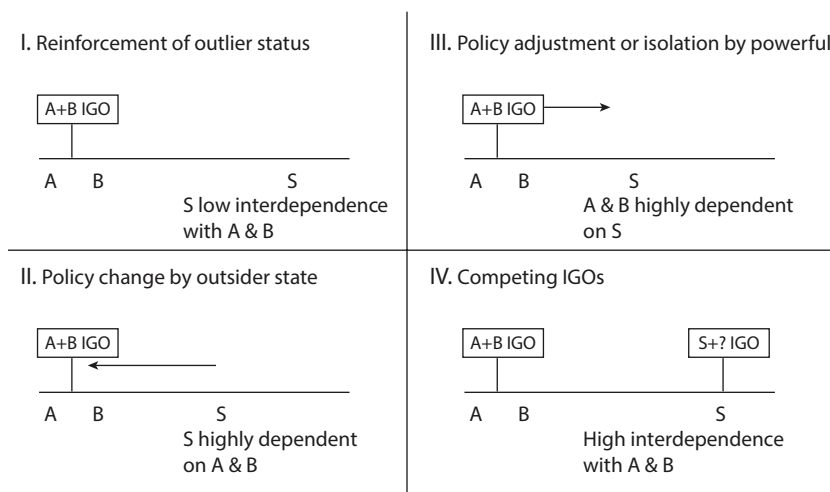 I. Reinforcement of outlier status
A+B IGO
A B S
S low interdependence
with A & B
III. Policy adjustment or isolation by powerful
A+B IGO
A B S
A & B highly dependent
on S
II. Policy change by outsider state
A+B IGO
A B S
S highly dependent
on A & B
IV. Competing IGOs
A+B IGO S+? IGO
A B S
High interdependence
with A & B